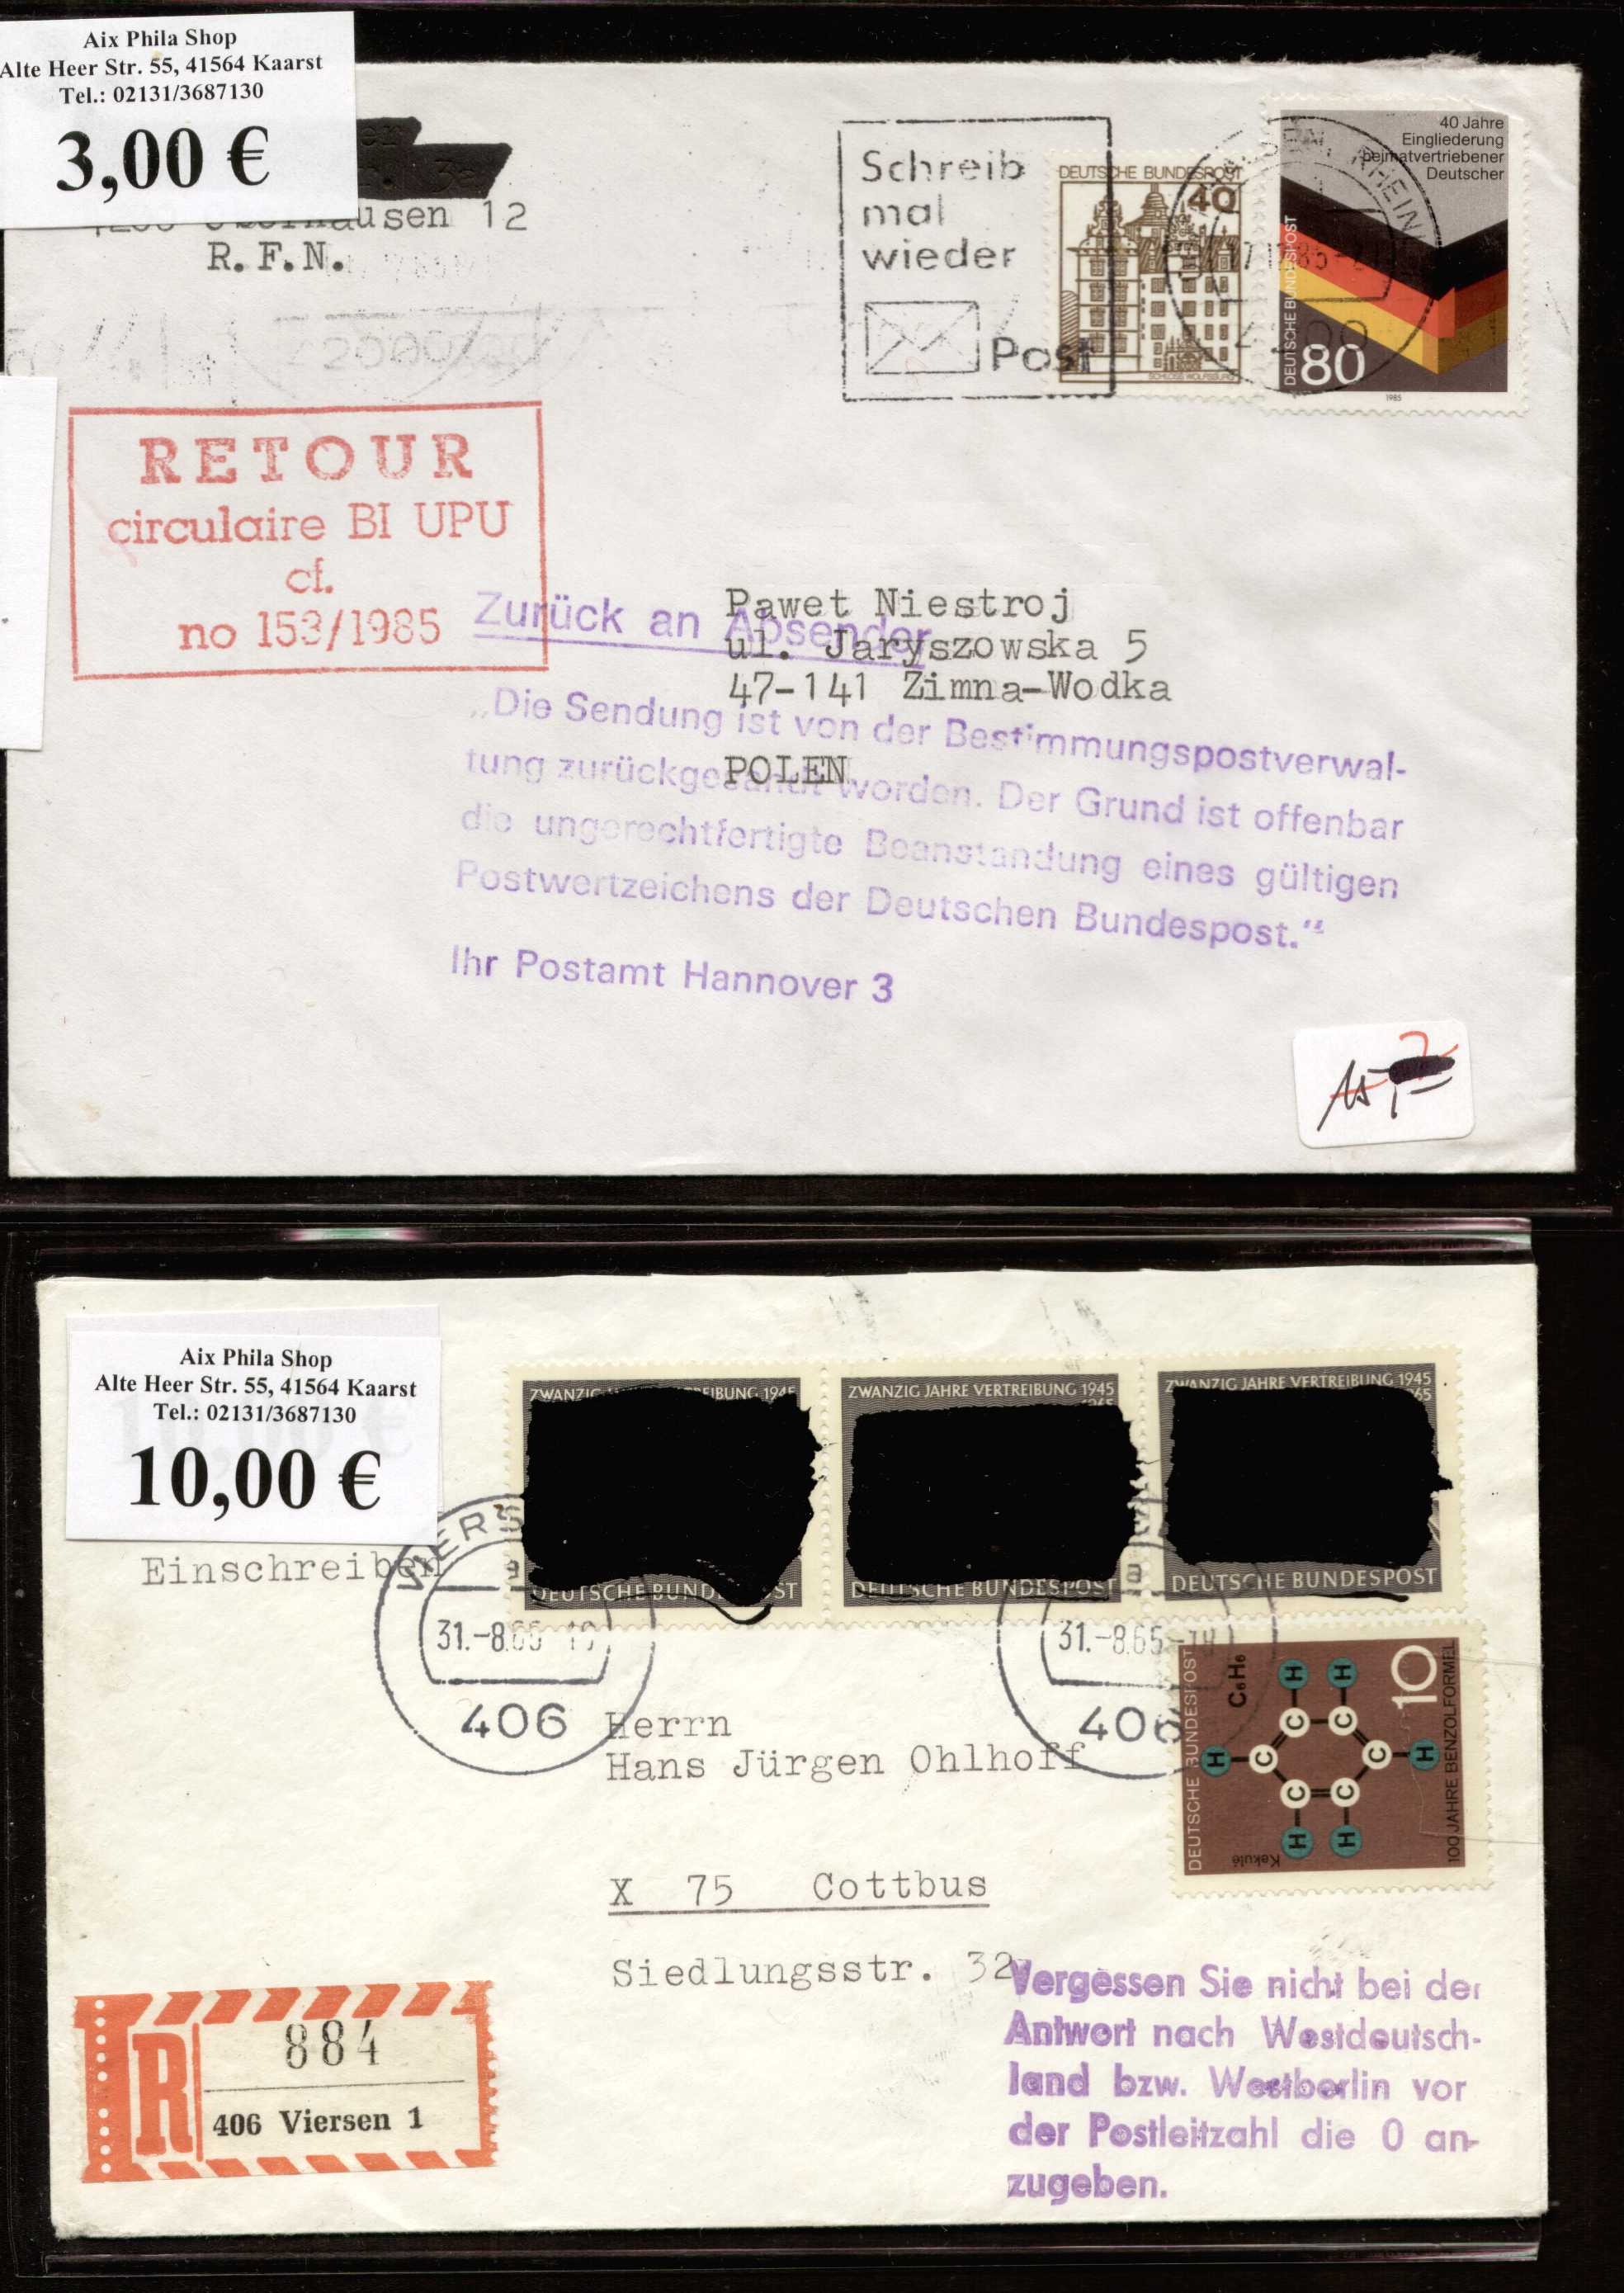 Aix Phila Shop
Alte Heer Str. 55, 41564 Kaarst
Tel.: 02131/3687130
3,00 €
12
R.F.N.
Schreib
mal
wieder
Post
DEUTSCHE BUNDESPOST
40
SCHLOSS WOLFSBURG
40 Jahre
Eingliederung
heimatvertriebener
Deutscher
DEUTSCHE BUNDESPOST
80
1985
RETOUR
circulaire BI UPU
cf.
no 153/1985
Zurück an Absender
Pawet Niestroj
ul. Jaryszowska 5
47-141 Zimna-Wodka
POLEN
„Die Sendung ist von der Bestimmungspostverwal-
tung zurückgesandt worden. Der Grund ist offenbar
die ungerechtfertigte Beanstandung eines gültigen
Postwertzeichens der Deutschen Bundespost.“
Ihr Postamt Hannover 3
Aix Phila Shop
Alte Heer Str. 55, 41564 Kaarst
Tel.: 02131/3687130
10,00 €
ZWANZIG JAHRE VERTREIBUNG 1945
ZWANZIG JAHRE VERTREIBUNG 1945
DEUTSCHE BUNDESPOST
DEUTSCHE BUNDESPOST
Einschreiben
31.-8.65
406
31.-8.65-18
406
Herrn
Hans Jürgen Ohlhoff
X 75 Cottbus
Siedlungsstr. 32
DEUTSCHE BUNDESPOST
C6H6
10
Kekulé
100 JAHRE BENZOLFORMEL
H H
C C
H C C H
C C
H H
R
884
406 Viersen 1
Vergessen Sie nicht bei der
Antwort nach Westdeutsch-
land bzw. Westberlin vor
der Postleitzahl die 0 an-
zugeben.